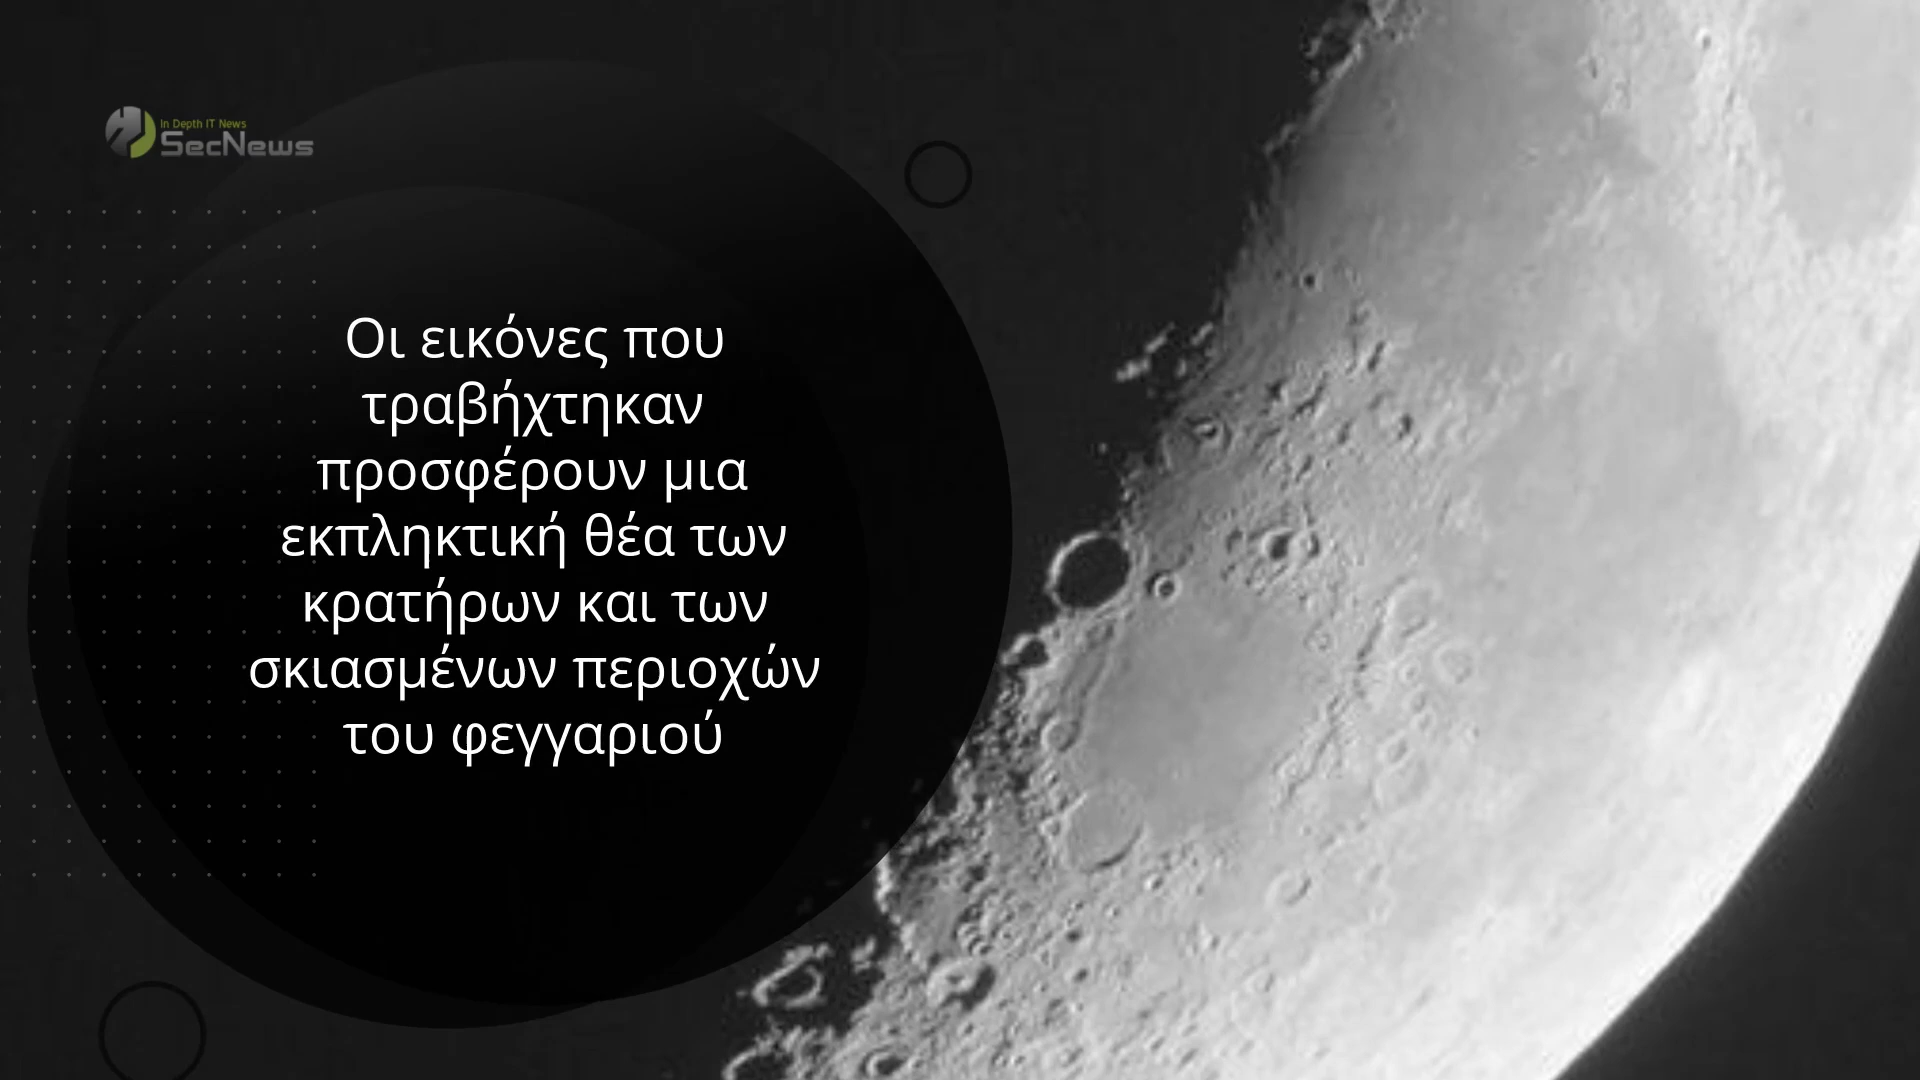 In Depth IT News
SecNews
Οι εικόνες που
τραβήχτηκαν
προσφέρουν μια
εκπληκτική θέα των
κρατήρων και των
σκιασμένων περιοχών
του φεγγαριού